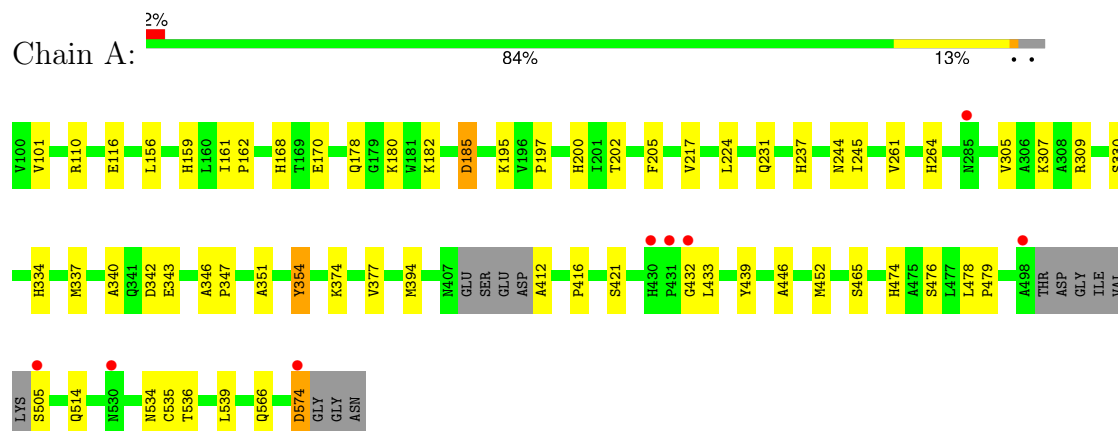 2%
Chain A:
84% 13% • •
V100 V101 R110 E116 L156 H159 L160 I161 P162 H168 T169 E170 Q178 G179 K180 W181 K182 D185 K195 V196 P197 H200 I201 T202 F205 V217 L224 Q231 H237 N244 I245 V261 H264 N285 V305 A306 K307 A308 R309 S330
H334 M337 A340 Q341 D342 E343 A346 P347 A351 Y354 K374 V377 M394 N407 GLU SER GLU ASP A412 P416 S421 H430 P431 G432 L433 Y439 A446 M452 S465 H474 A475 S476 L477 L478 P479 A498 THR ASP GLY ILE VAL
LYS S505 Q514 N530 N534 C535 T536 L539 Q566 D574 GLY GLY ASN